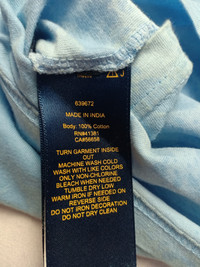 639672
MADE IN INDIA
Body: 100% Cotton
RN#41381
CA#56658
TURN GARMENT INSIDE
OUT
MACHINE WASH COLD
WASH WITH LIKE COLORS
ONLY NON-CHLORINE
BLEACH WHEN NEEDED
TUMBLE DRY LOW
WARM IRON IF NEEDED ON
REVERSE SIDE
DO NOT IRON DECORATION
DO NOT DRY CLEAN